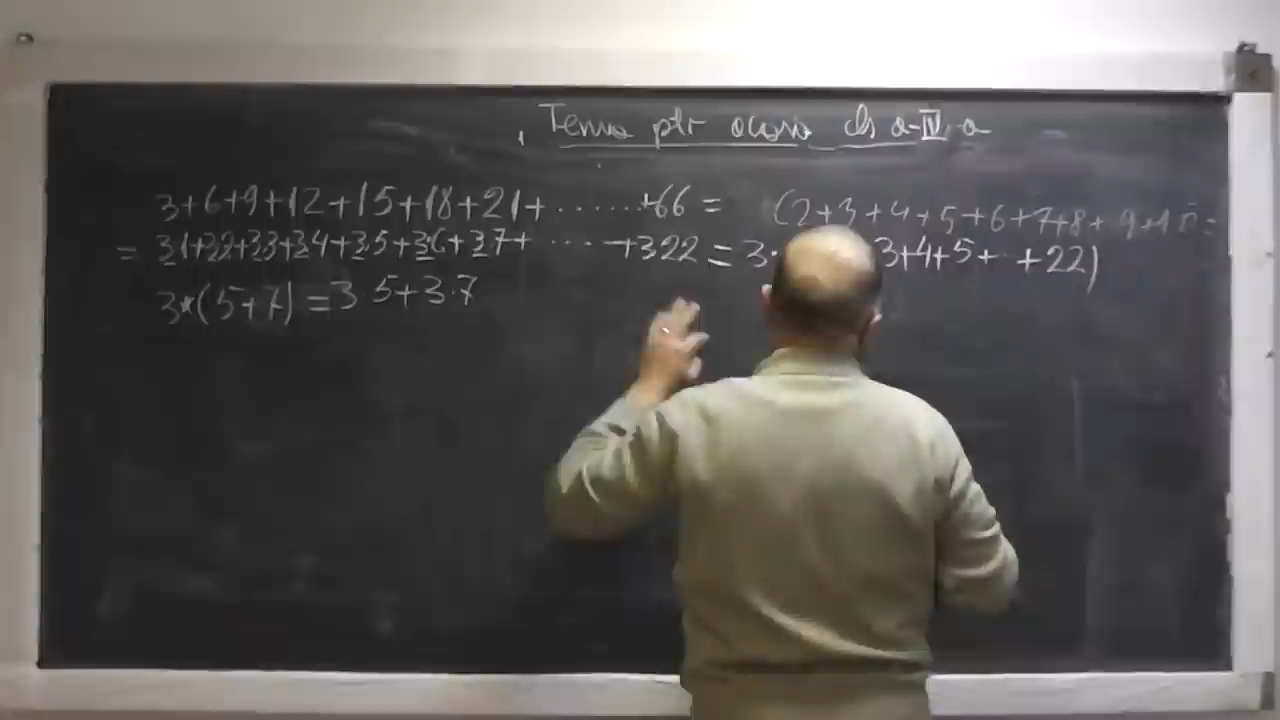 Tema ptr acasa cls a-IV-a
3+6+9+12+15+18+21+ ...... +66 = (2+3+4+5+6+7+8+9+10=
= 3·1+3·2+3·3+3·4+3·5+3·6+3·7+ ... +3·22 = 3· 3+4+5+ .. +22)
3*(5+7) = 3·5+3·7